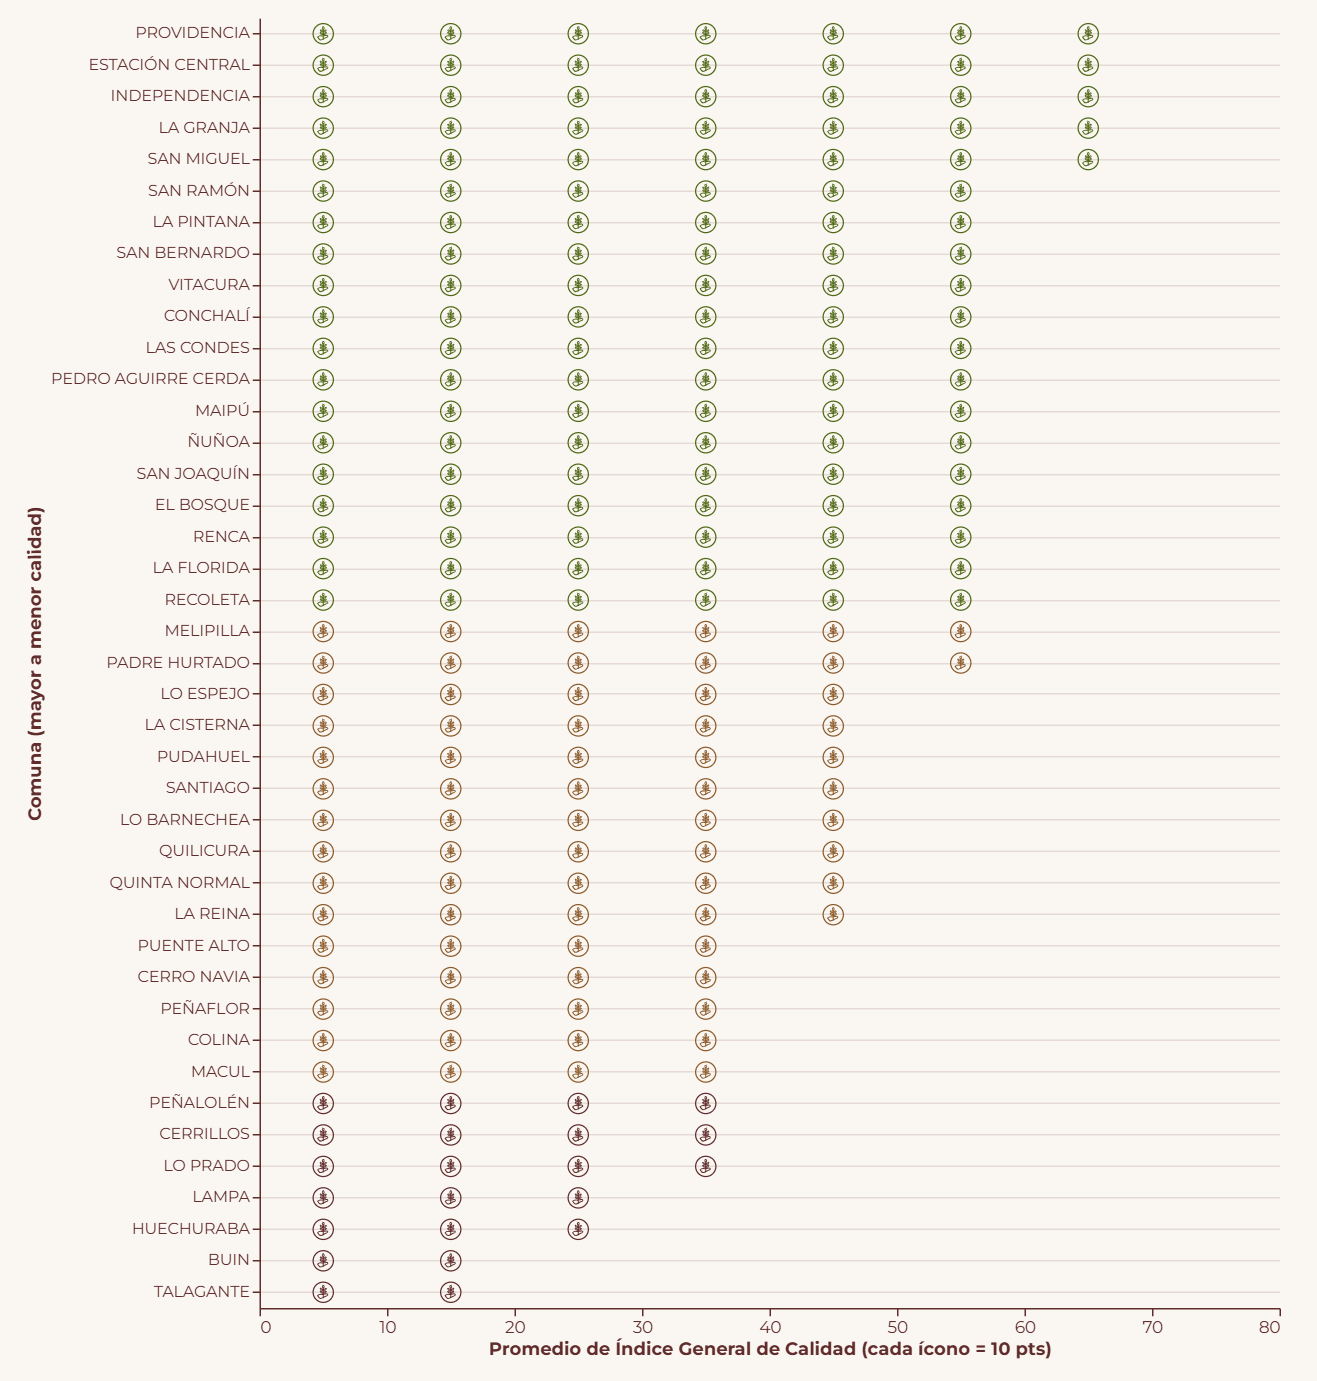 PROVIDENCIA
ESTACIÓN CENTRAL
INDEPENDENCIA
LA GRANJA
SAN MIGUEL
SAN RAMÓN
LA PINTANA
SAN BERNARDO
VITACURA
CONCHALÍ
LAS CONDES
PEDRO AGUIRRE CERDA
MAIPÚ
ÑUÑOA
SAN JOAQUÍN
EL BOSQUE
RENCA
LA FLORIDA
RECOLETA
MELIPILLA
PADRE HURTADO
LO ESPEJO
LA CISTERNA
PUDAHUEL
SANTIAGO
LO BARNECHEA
QUILICURA
QUINTA NORMAL
LA REINA
PUENTE ALTO
CERRO NAVIA
PEÑAFLOR
COLINA
MACUL
PEÑALOLÉN
CERRILLOS
LO PRADO
LAMPA
HUECHURABA
BUIN
TALAGANTE
Comuna (mayor a menor calidad)
0 10 20 30 40 50 60 70 80
Promedio de Índice General de Calidad (cada ícono = 10 pts)